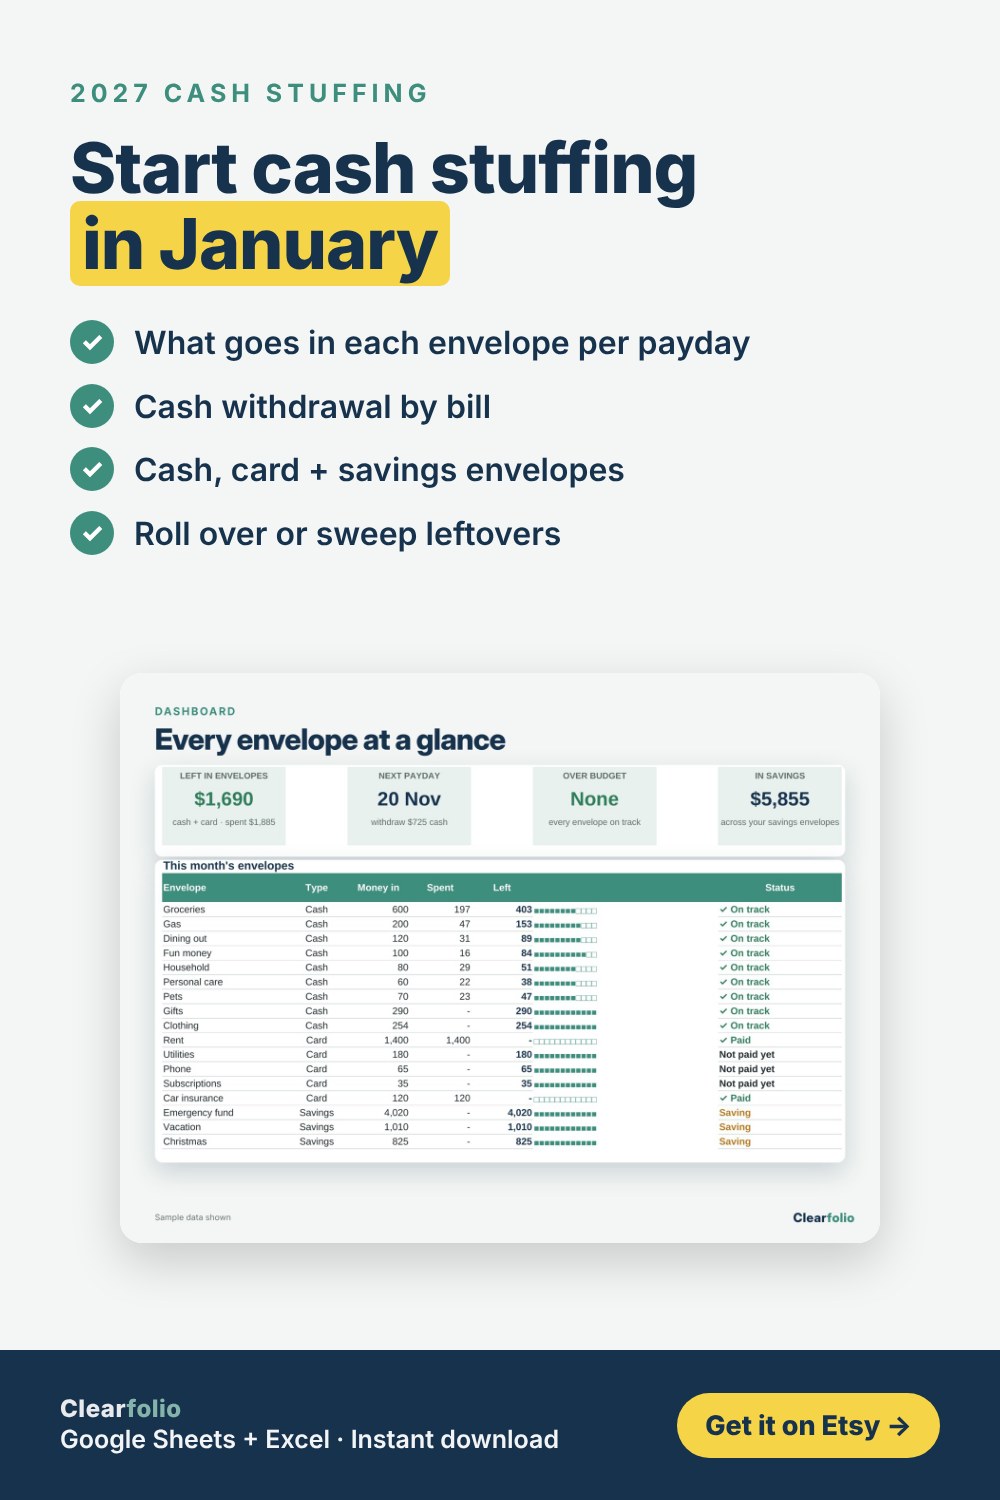 2027 CASH STUFFING
Start cash stuffing
in January
What goes in each envelope per payday
Cash withdrawal by bill
Cash, card + savings envelopes
Roll over or sweep leftovers
DASHBOARD
Every envelope at a glance
LEFT IN ENVELOPES NEXT PAYDAY OVER BUDGET IN SAVINGS
$1,690 20 Nov None $5,855
cash + card · spent $1,885 withdraw $725 cash every envelope on track across your savings envelopes
This month's envelopes
Envelope Type Money in Spent Left Status
Groceries Cash 600 197 403 ✓ On track
Gas Cash 200 47 153 ✓ On track
Dining out Cash 120 31 89 ✓ On track
Fun money Cash 100 16 84 ✓ On track
Household Cash 80 29 51 ✓ On track
Personal care Cash 60 22 38 ✓ On track
Pets Cash 70 23 47 ✓ On track
Gifts Cash 290 - 290 ✓ On track
Clothing Cash 254 - 254 ✓ On track
Rent Card 1,400 1,400 - ✓ Paid
Utilities Card 180 - 180 Not paid yet
Phone Card 65 - 65 Not paid yet
Subscriptions Card 35 - 35 Not paid yet
Car insurance Card 120 120 - ✓ Paid
Emergency fund Savings 4,020 - 4,020 Saving
Vacation Savings 1,010 - 1,010 Saving
Christmas Savings 825 - 825 Saving
Sample data shown Clearfolio
Clearfolio
Google Sheets + Excel · Instant download
Get it on Etsy →